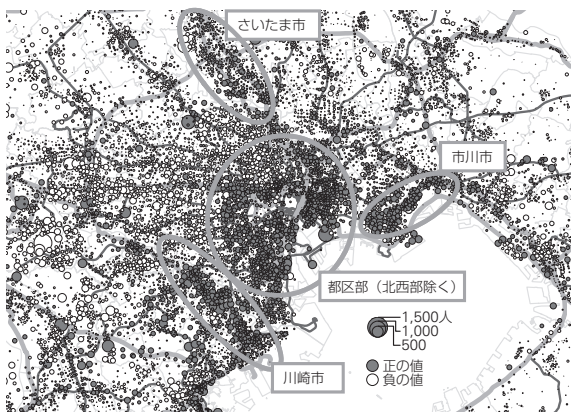 さいたま市
市川市
都区部（北西部除く）
1,500人
1,000
500
正の値
負の値
川崎市